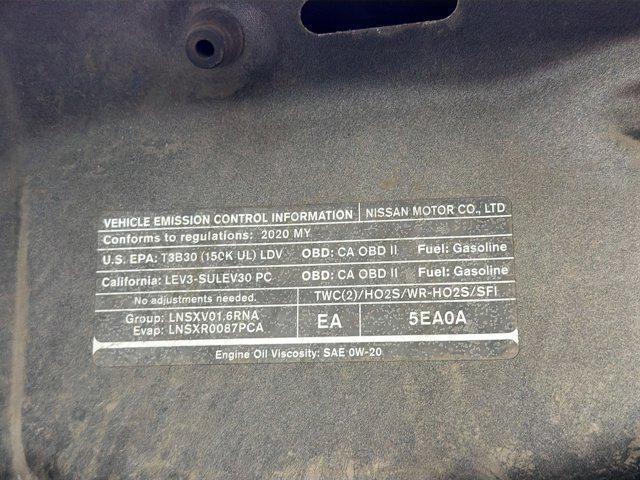 VEHICLE EMISSION CONTROL INFORMATION NISSAN MOTOR CO., LTD
Conforms to regulations: 2020 MY
U.S. EPA: T3B30 (150K UL) LDV OBD: CA OBD II Fuel: Gasoline
California: LEV3-SULEV30 PC OBD: CA OBD II Fuel: Gasoline
No adjustments needed. TWC(2)/HO2S/WR-HO2S/SFI
Group: LNSXV01.6RNA
Evap: LNSXR0087PCA
EA 5EA0A
Engine Oil Viscosity: SAE 0W-20